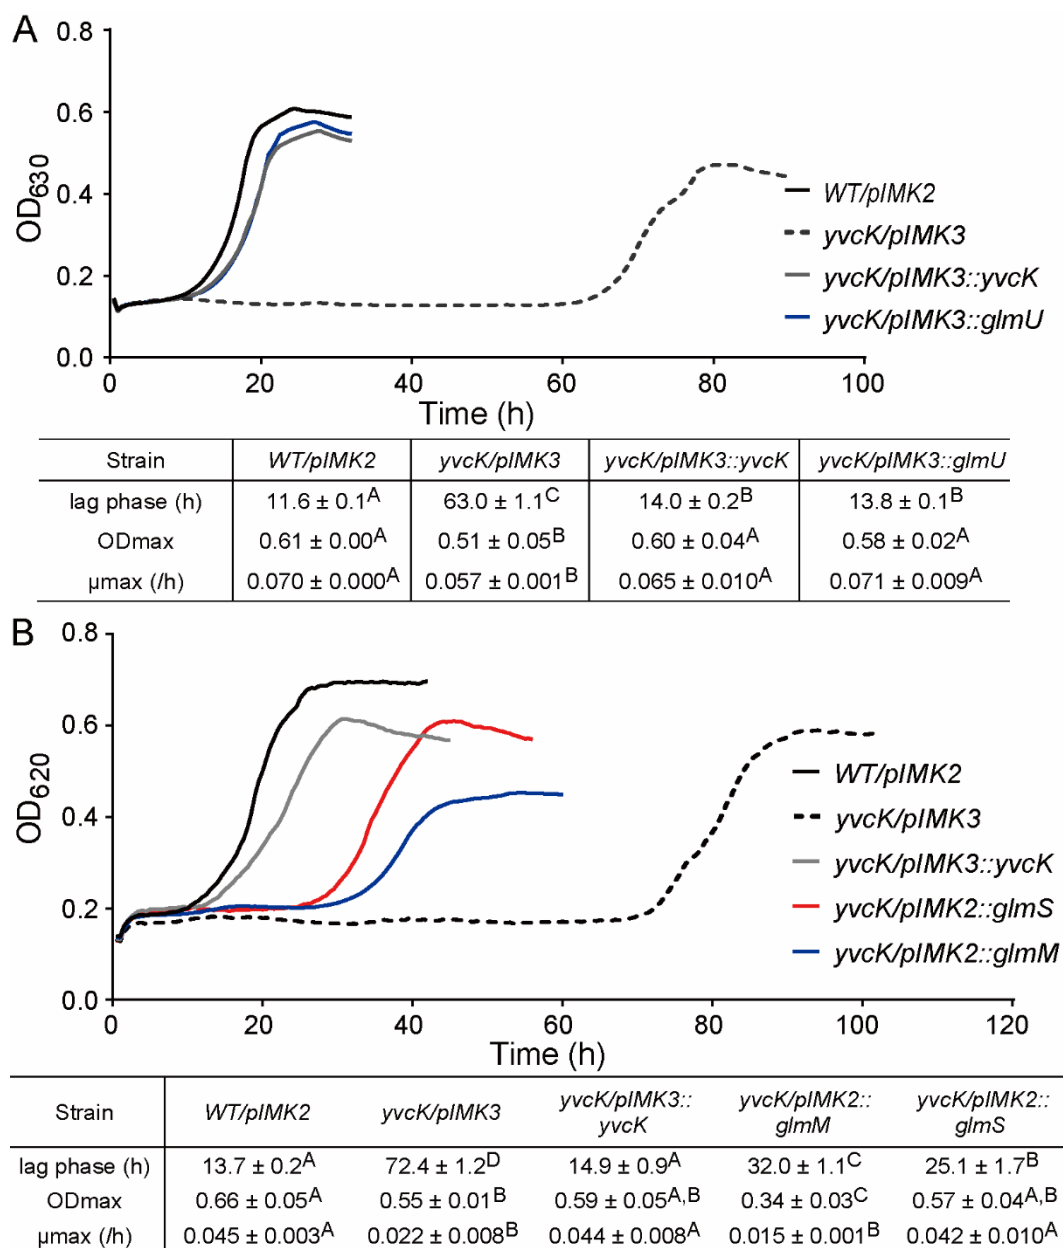 A
0.8
0.6
0.4
0.2
0.0
OD630
0 20 40 60 80 100
Time (h)
WT/pIMK2
yvcK/pIMK3
yvcK/pIMK3::yvcK
yvcK/pIMK3::glmU
Strain WT/pIMK2 yvcK/pIMK3 yvcK/pIMK3::yvcK yvcK/pIMK3::glmU
lag phase (h) 11.6 ± 0.1A 63.0 ± 1.1C 14.0 ± 0.2B 13.8 ± 0.1B
ODmax 0.61 ± 0.00A 0.51 ± 0.05B 0.60 ± 0.04A 0.58 ± 0.02A
μmax (/h) 0.070 ± 0.000A 0.057 ± 0.001B 0.065 ± 0.010A 0.071 ± 0.009A
B
0.8
0.6
0.4
0.2
0.0
OD620
0 20 40 60 80 100 120
Time (h)
WT/pIMK2
yvcK/pIMK3
yvcK/pIMK3::yvcK
yvcK/pIMK2::glmS
yvcK/pIMK2::glmM
Strain WT/pIMK2 yvcK/pIMK3 yvcK/pIMK3::yvcK yvcK/pIMK2::glmM yvcK/pIMK2::glmS
lag phase (h) 13.7 ± 0.2A 72.4 ± 1.2D 14.9 ± 0.9A 32.0 ± 1.1C 25.1 ± 1.7B
ODmax 0.66 ± 0.05A 0.55 ± 0.01B 0.59 ± 0.05A,B 0.34 ± 0.03C 0.57 ± 0.04A,B
μmax (/h) 0.045 ± 0.003A 0.022 ± 0.008B 0.044 ± 0.008A 0.015 ± 0.001B 0.042 ± 0.010A